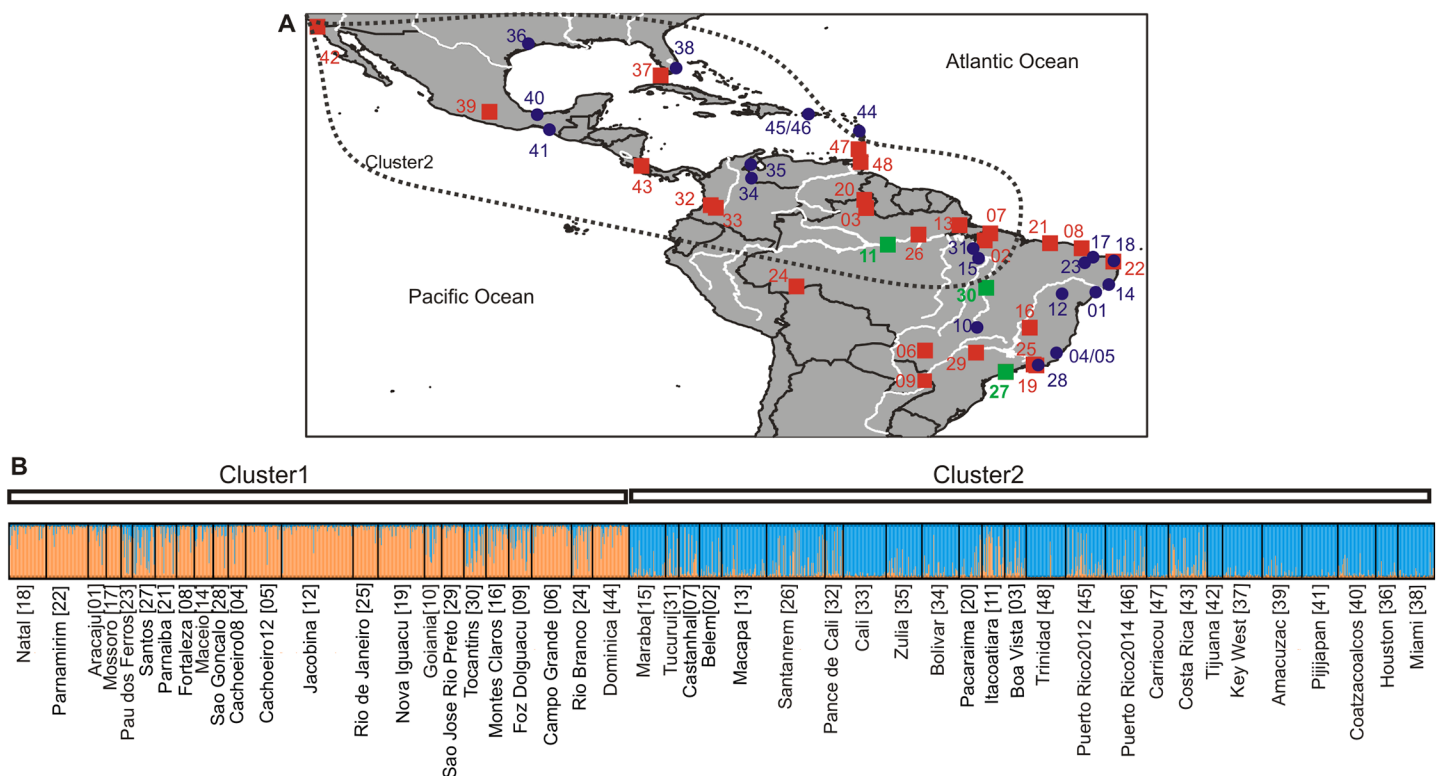 A
Atlantic Ocean
Pacific Ocean
Cluster2
36
38
42
37
39
40
41
45/46
44
47
48
43
35
34
32
33
20
03
13
07
02
31
15
26
11
21
08
17
18
23
22
14
01
12
24
30
10
16
06
29
25
04/05
09
19
28
27
B
Cluster1
Cluster2
Natal [18]
Parnamirim [22]
Aracaju[01]
Mossoro [17]
Pau dos Ferros[23]
Santos [27]
Parnaiba [21]
Fortaleza [08]
Maceio[14]
Sao Goncalo [28]
Cachoeiro08 [04]
Cachoeiro12 [05]
Jacobina [12]
Rio de Janeiro [25]
Nova Iguacu [19]
Goiania[10]
Sao Jose Rio Preto [29]
Tocantins [30]
Montes Claros [16]
Foz DoIguacu [09]
Campo Grande [06]
Rio Branco [24]
Dominica [44]
Maraba[15]
Tucurui[31]
Castanhal[07]
Belem[02]
Macapa [13]
Santanrem [26]
Pance de Cali [32]
Cali [33]
Zulia [35]
Bolivar [34]
Pacaraima [20]
Itacoatiara [11]
Boa Vista [03]
Trinidad [48]
Puerto Rico2012 [45]
Puerto Rico2014 [46]
Carriacou [47]
Costa Rica [43]
Tijuana [42]
Key West [37]
Amacuzac [39]
Pijijapan [41]
Coatzacoalcos [40]
Houston [36]
Miami [38]